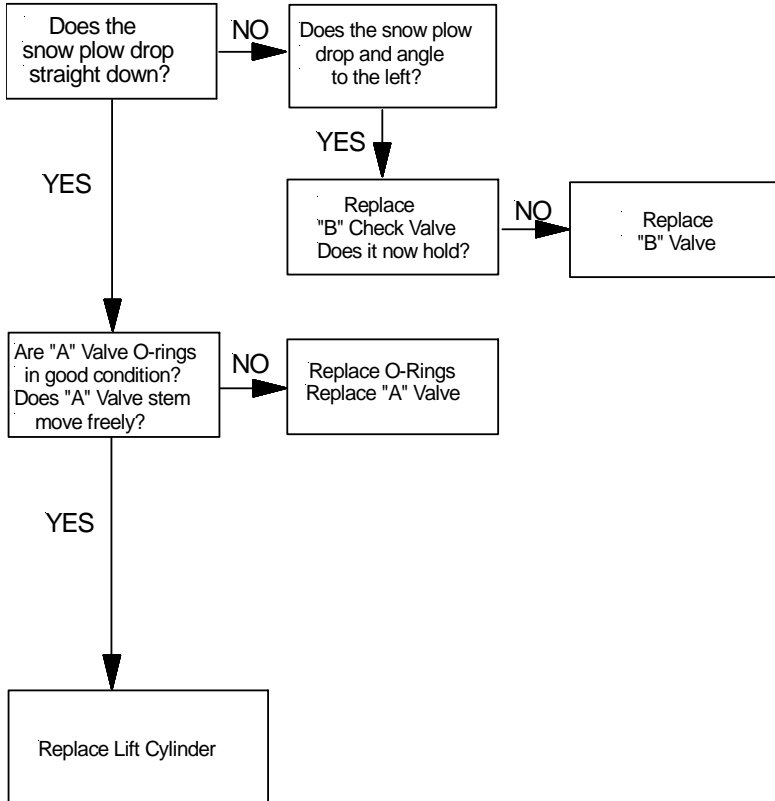 Does the
snow plow drop
straight down?
NO
Does the snow plow
drop and angle
to the left?
YES
YES
Replace
"B" Check Valve
Does it now hold?
NO
Replace
"B" Valve
Are "A" Valve O-rings
in good condition?
Does "A" Valve stem
move freely?
NO
Replace O-Rings
Replace "A" Valve
YES
Replace Lift Cylinder